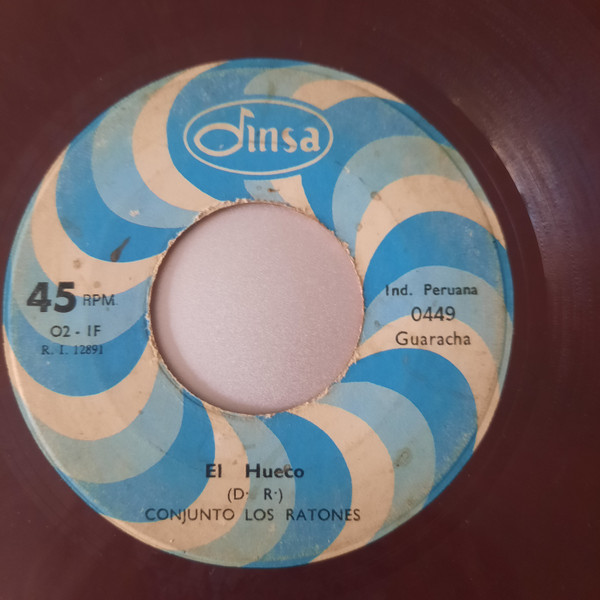 dinsa
45 RPM.
O2 - IF
R. I. 12891
Ind. Peruana
0449
Guaracha
El Hueco
(D. R.)
CONJUNTO LOS RATONES